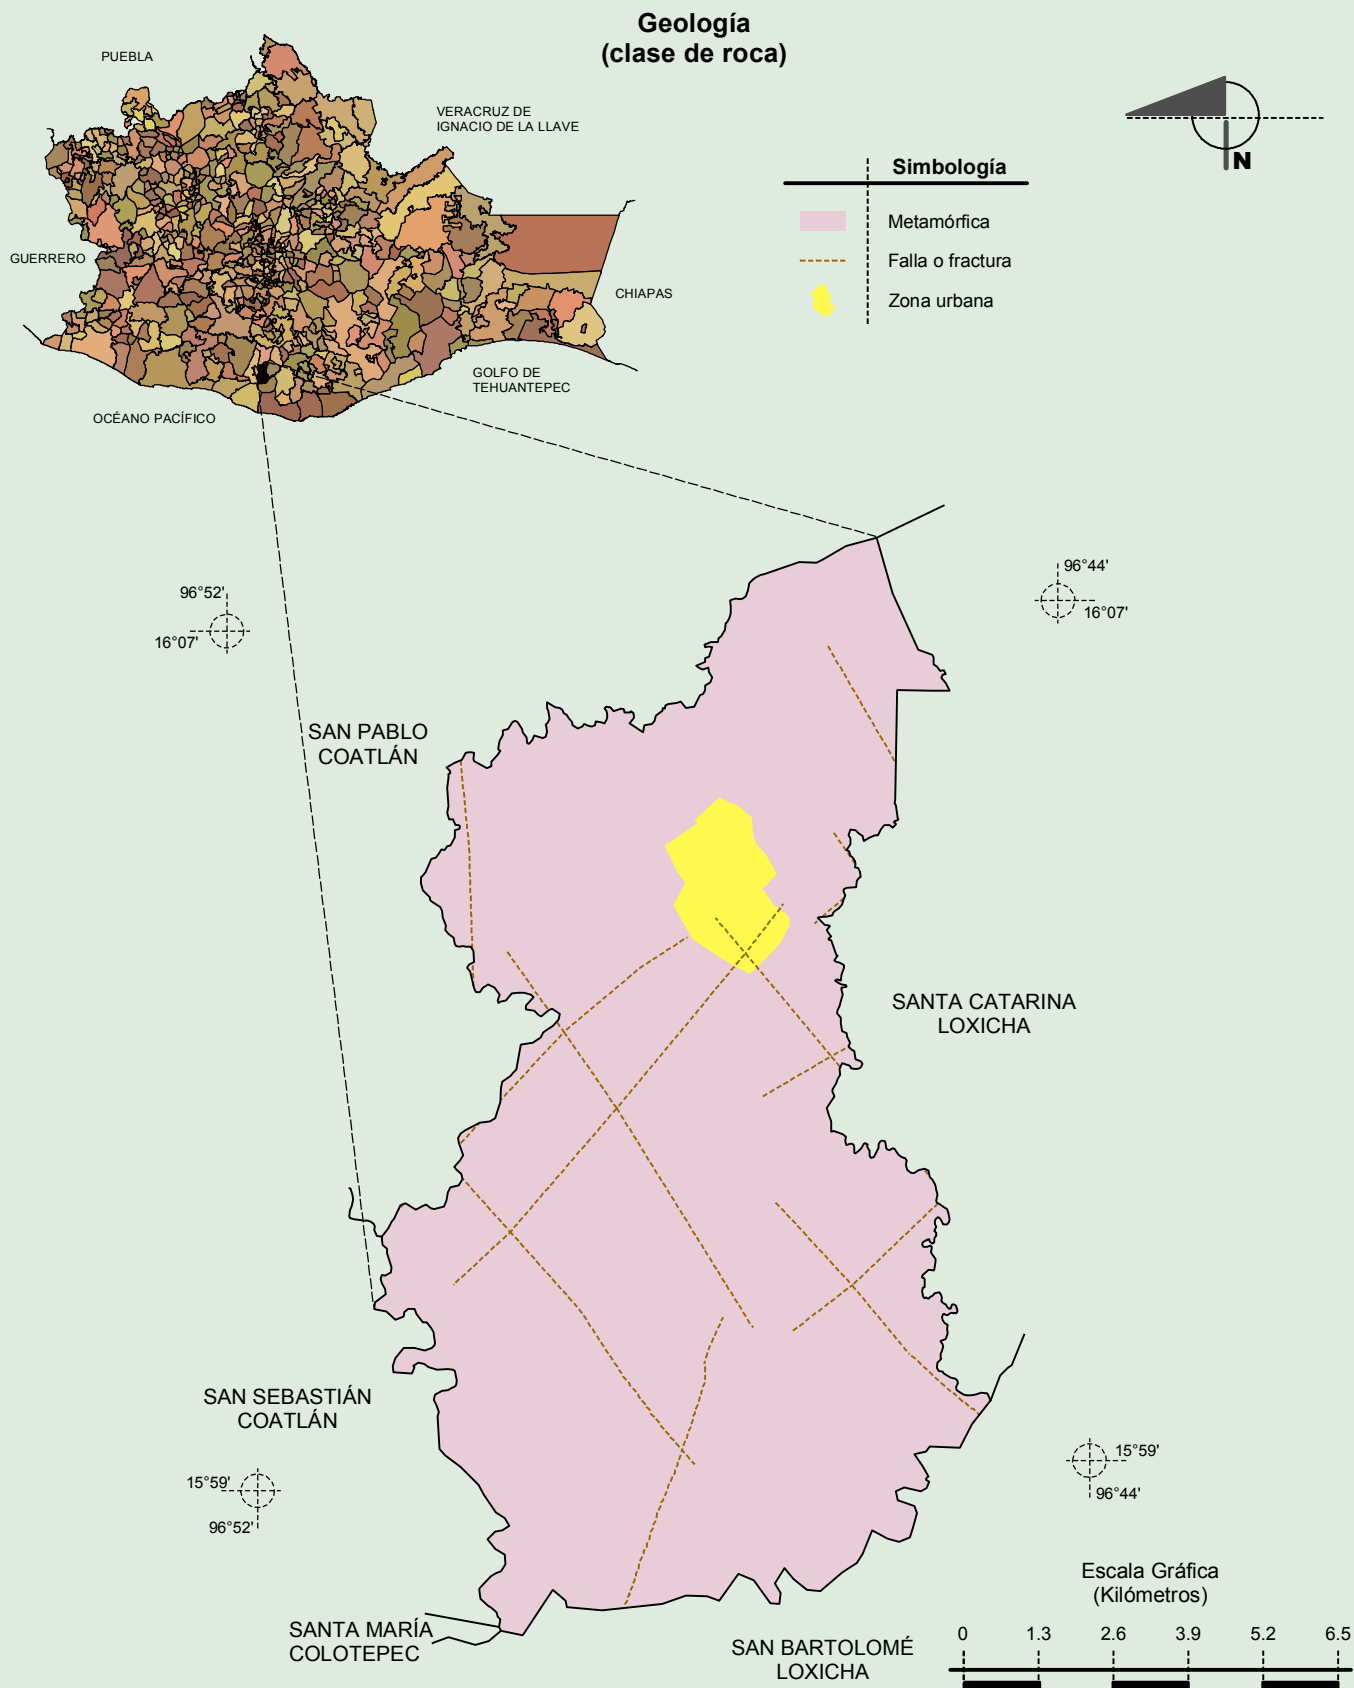 Geología
(clase de roca)
PUEBLA
VERACRUZ DE
IGNACIO DE LA LLAVE
GUERRERO
CHIAPAS
GOLFO DE
TEHUANTEPEC
OCÉANO PACÍFICO
N
Simbología
Metamórfica
Falla o fractura
Zona urbana
96°52'
16°07'
96°44'
16°07'
SAN PABLO
COATLÁN
SANTA CATARINA
LOXICHA
SAN SEBASTIÁN
COATLÁN
15°59'
96°52'
15°59'
96°44'
SANTA MARÍA
COLOTEPEC
SAN BARTOLOMÉ
LOXICHA
Escala Gráfica
(Kilómetros)
0 1.3 2.6 3.9 5.2 6.5